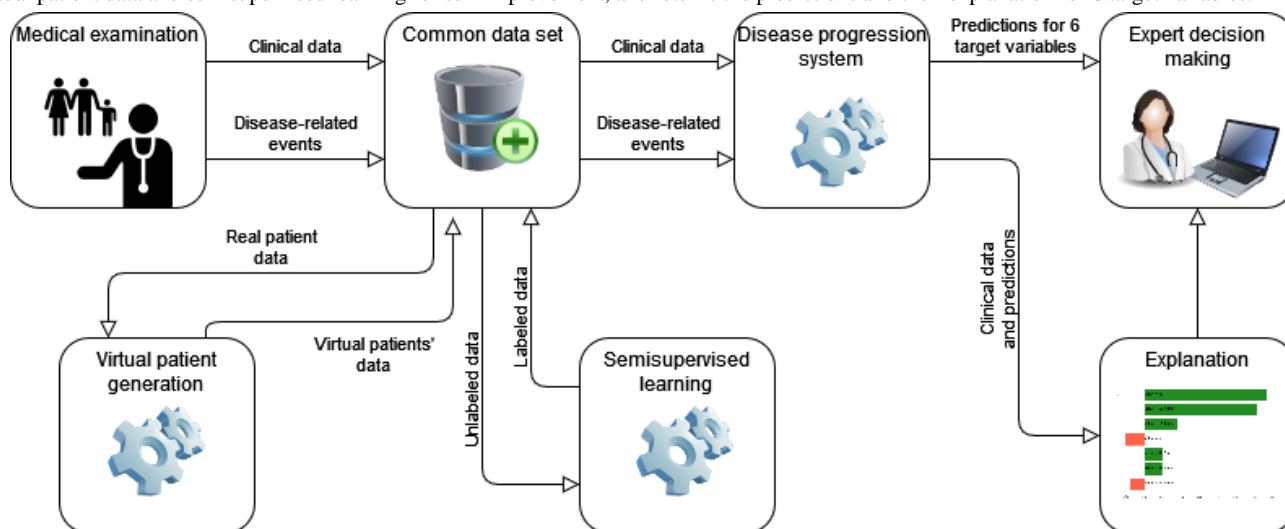 Medical examination
Clinical data
Disease-related
events
Common data set
Clinical data
Disease-related
events
Disease progression
system
Predictions for 6
target variables
Expert decision
making
Real patient
data
Virtual patients'
data
Unlabeled data
Labeled data
Clinical data
and predictions
Virtual patient
generation
Semisupervised
learning
Explanation